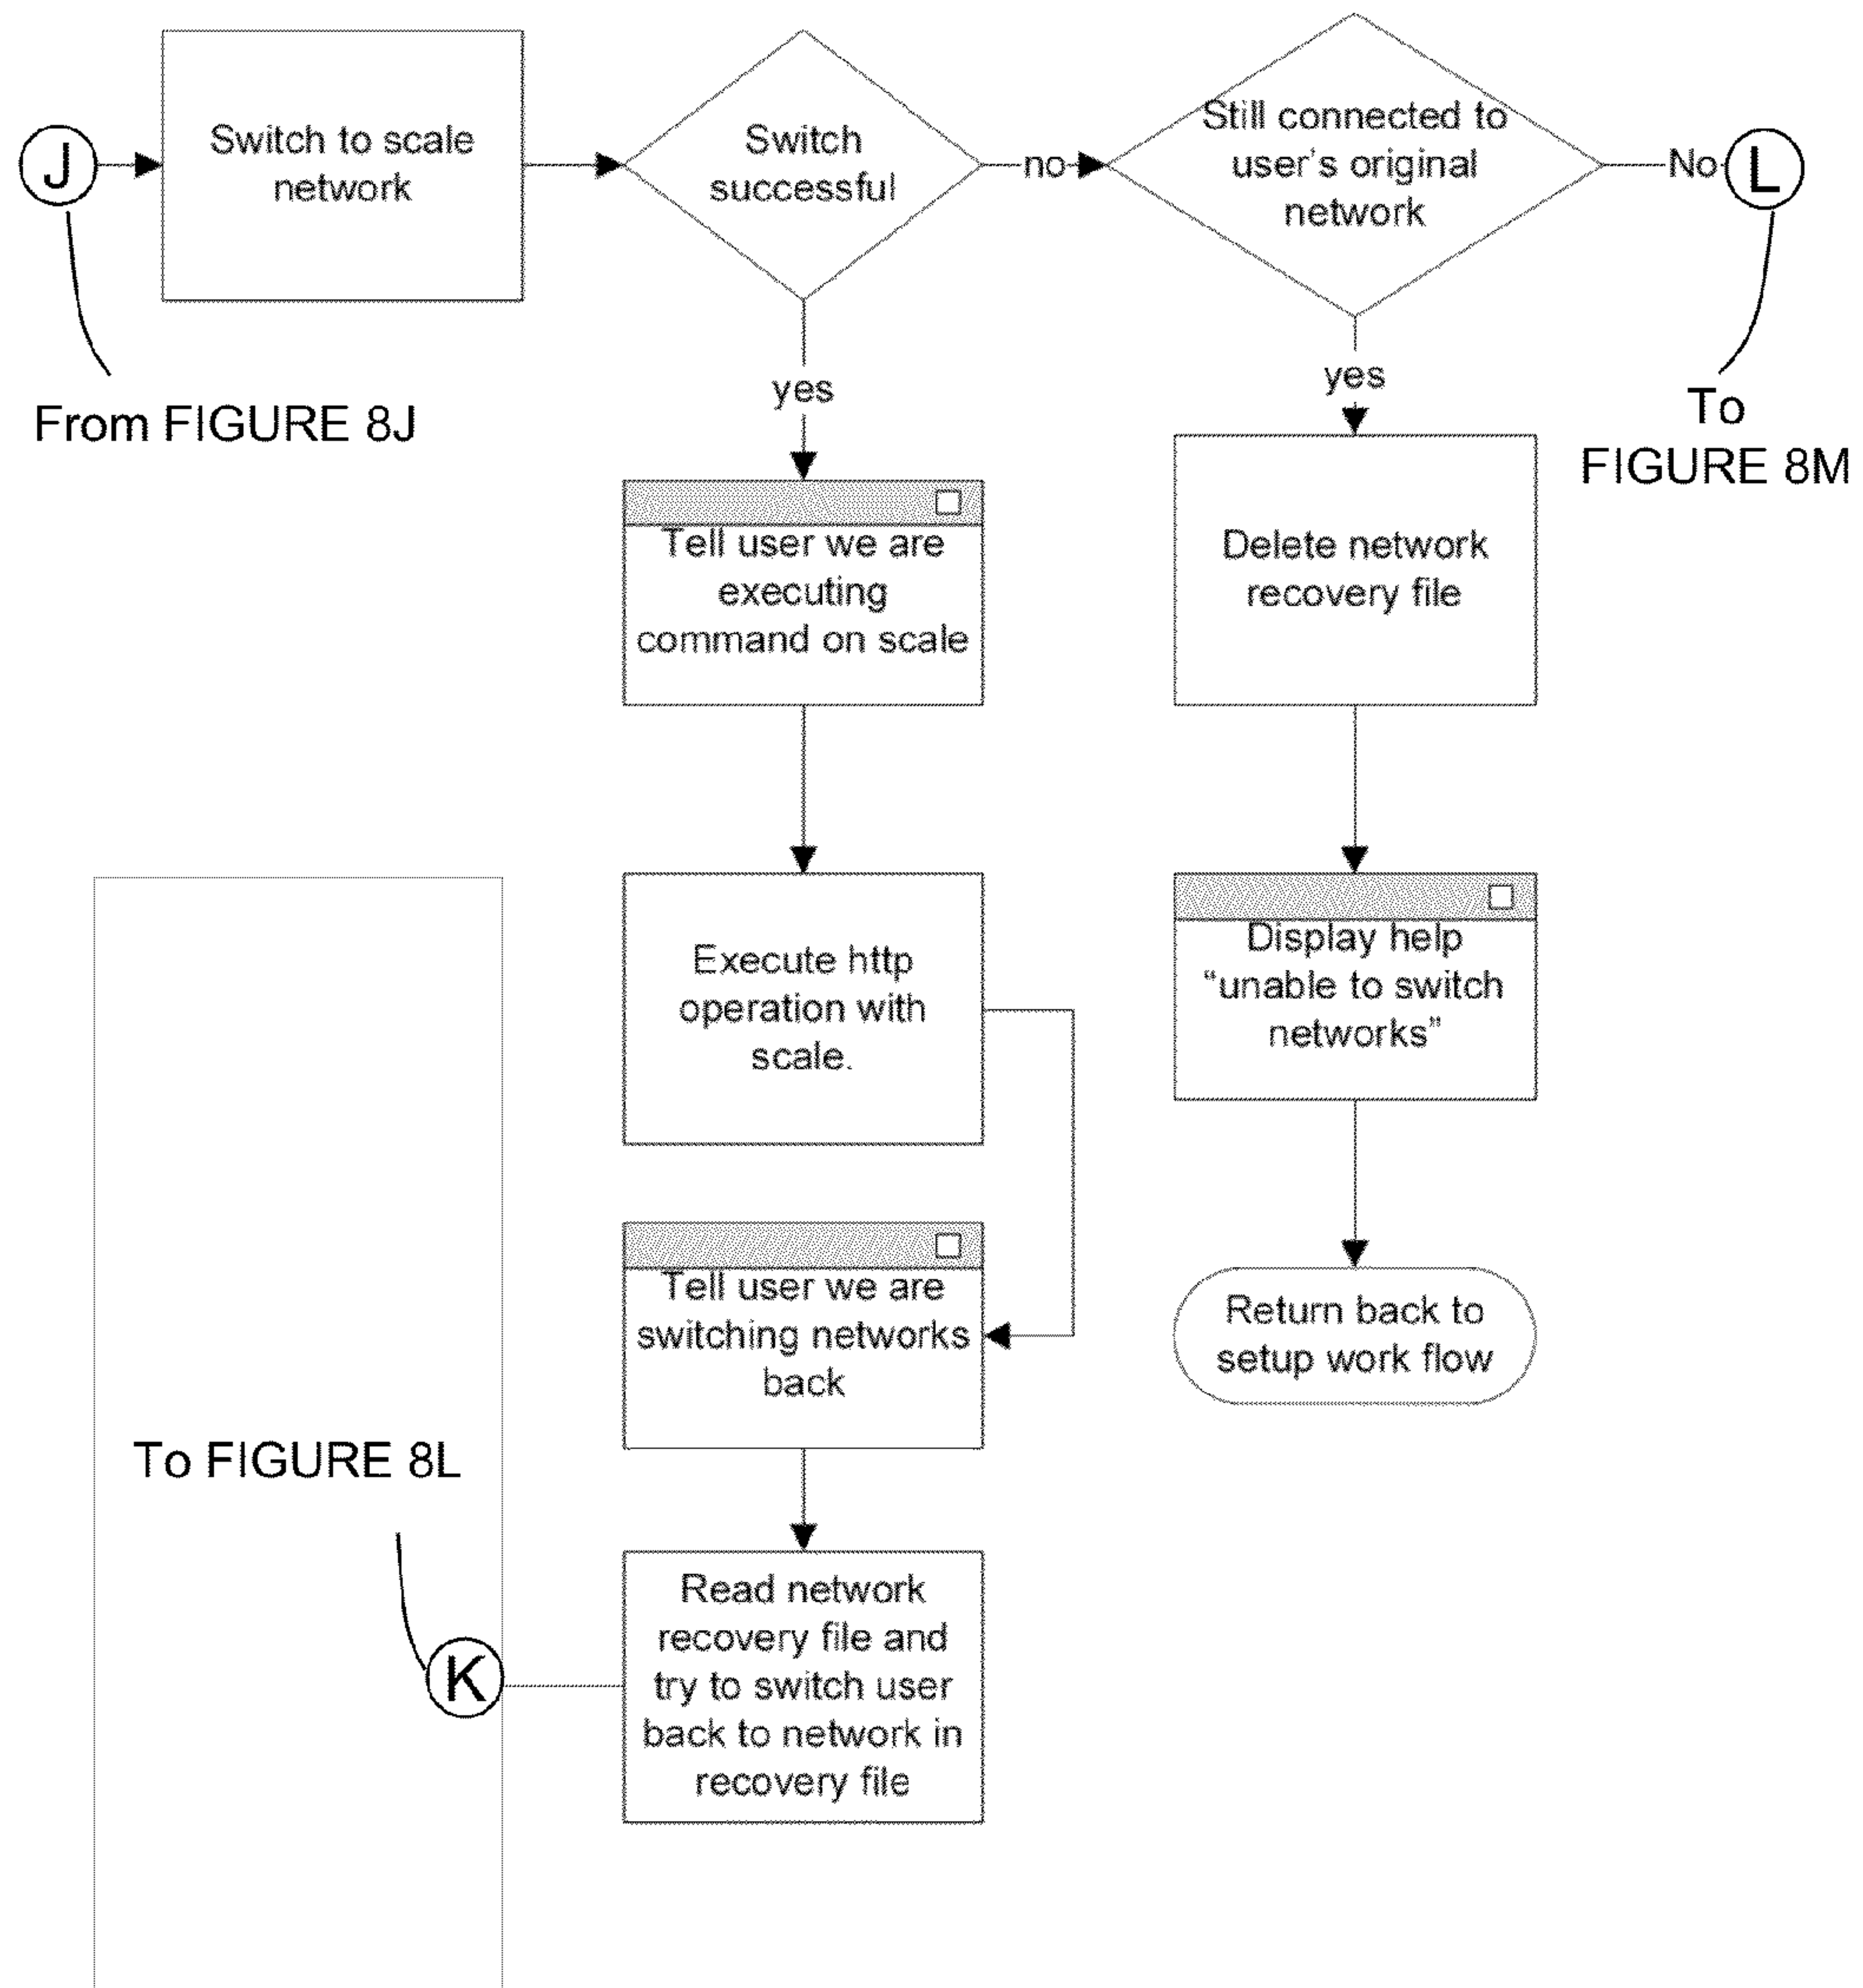 J
Switch to scale
network
Switch
successful
no
Still connected to
user's original
network
No
L
From FIGURE 8J
yes
yes
To
FIGURE 8M
Tell user we are
executing
command on scale
Delete network
recovery file
Execute http
operation with
scale.
Display help
“unable to switch
networks”
Tell user we are
switching networks
back
Return back to
setup work flow
To FIGURE 8L
K
Read network
recovery file and
try to switch user
back to network in
recovery file